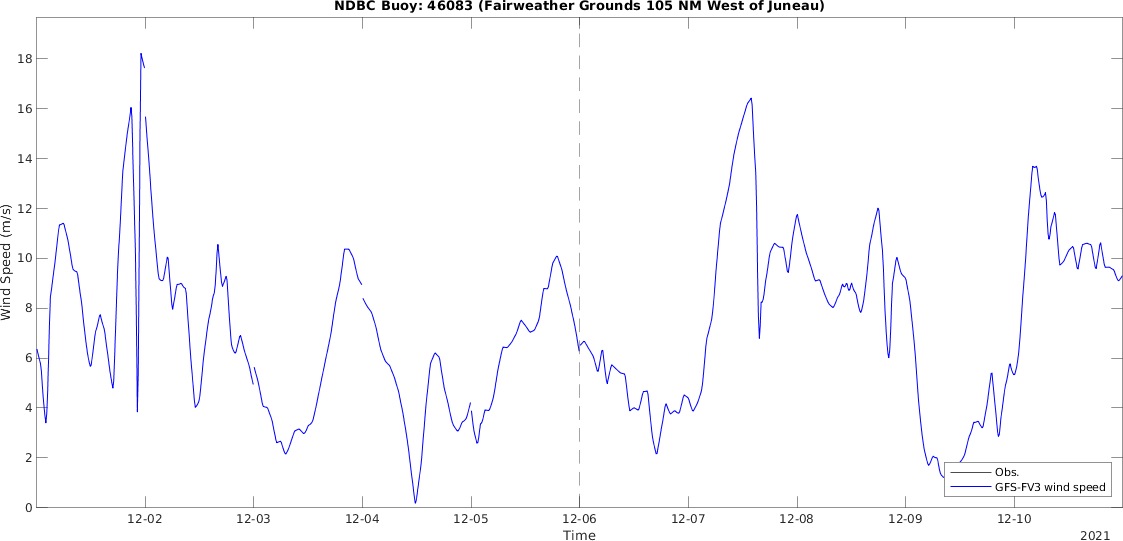 NDBC Buoy: 46083 (Fairweather Grounds 105 NM West of Juneau)
Wind Speed (m/s)
18
16
14
12
10
8
6
4
2
0
12-02 12-03 12-04 12-05 12-06 12-07 12-08 12-09 12-10
Time
2021
Obs.
GFS-FV3 wind speed